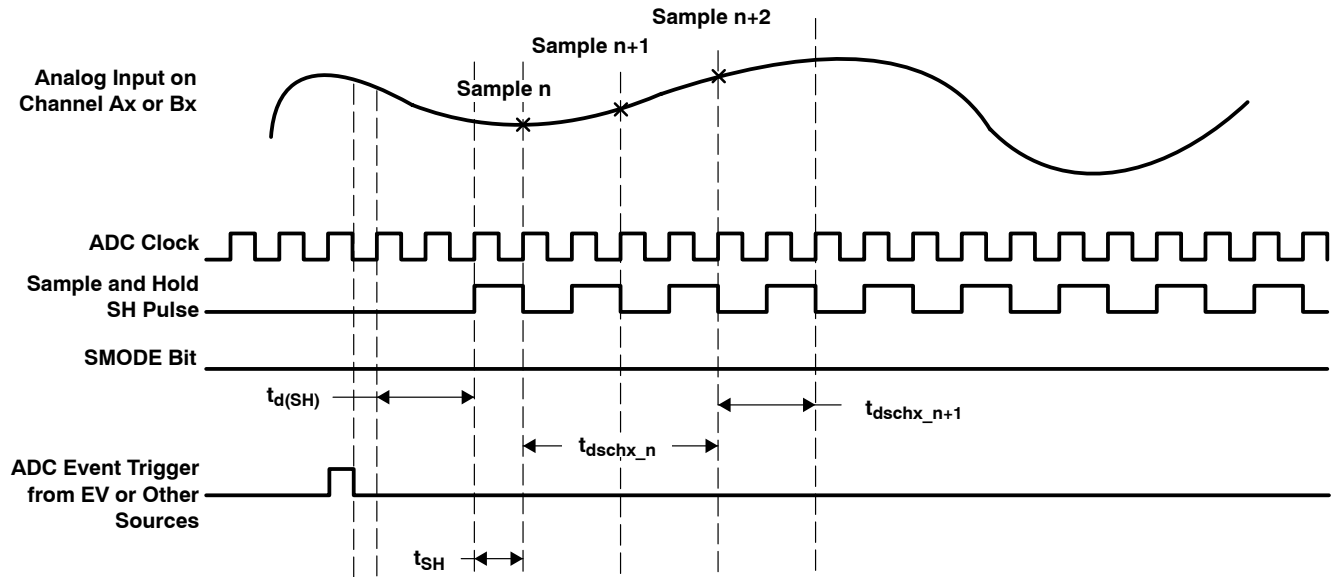 Sample n+2
Sample n+1
Analog Input on
Channel Ax or Bx
Sample n
ADC Clock
Sample and Hold
SH Pulse
SMODE Bit
td(SH)
tdschx_n+1
tdschx_n
ADC Event Trigger
from EV or Other
Sources
tSH